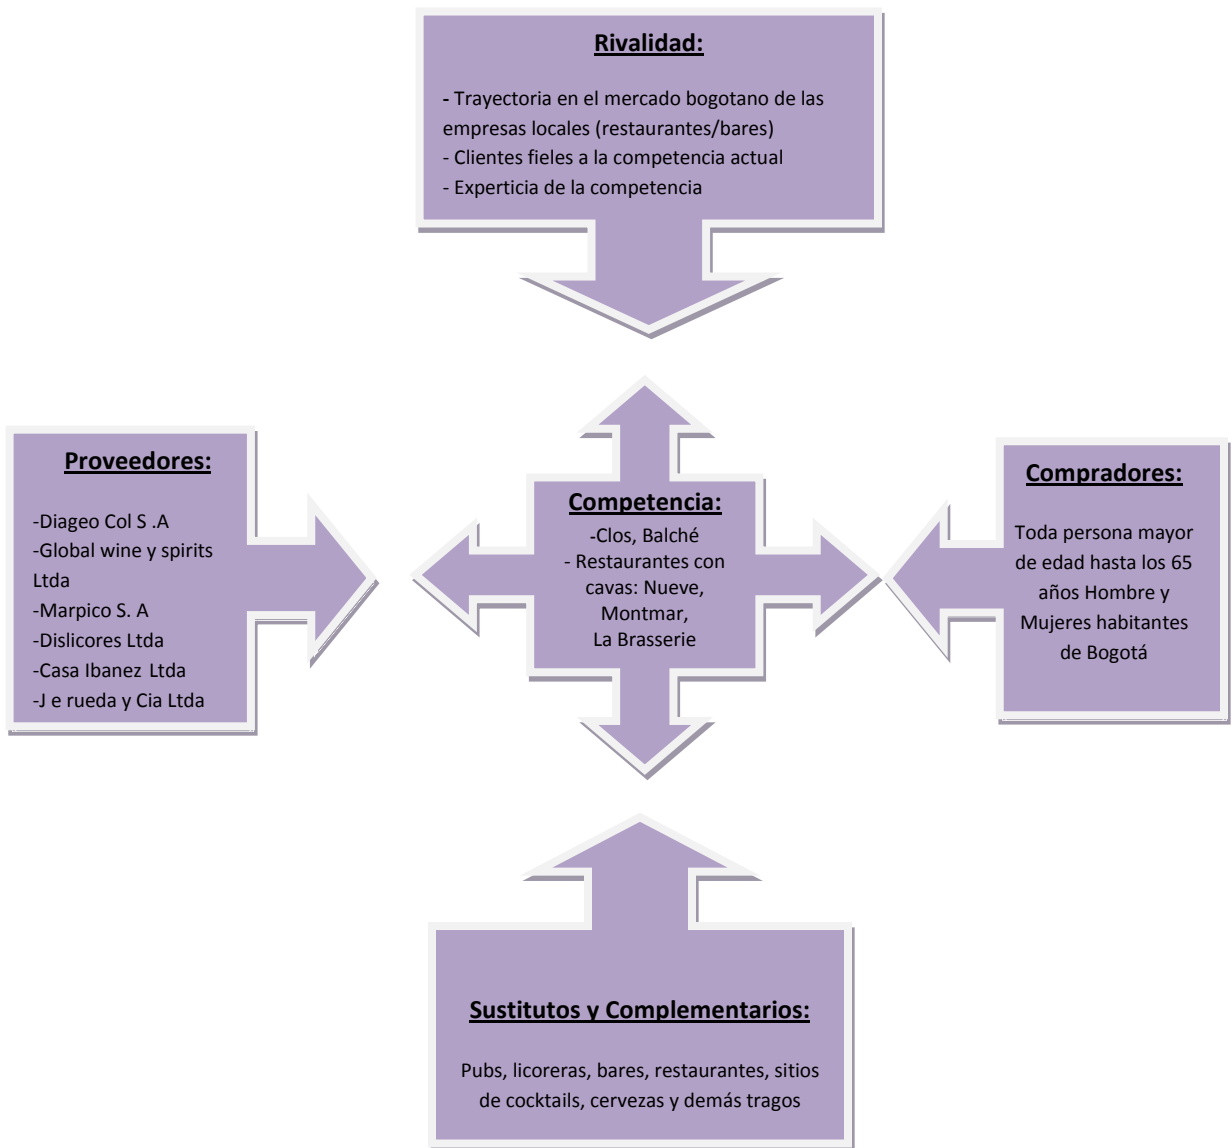 Rivalidad:
- Trayectoria en el mercado bogotano de las
empresas locales (restaurantes/bares)
- Clientes fieles a la competencia actual
- Experticia de la competencia
Proveedores:
-Diageo Col S .A
-Global wine y spirits
Ltda
-Marpico S. A
-Dislicores Ltda
-Casa Ibanez Ltda
-J e rueda y Cia Ltda
Competencia:
-Clos, Balché
- Restaurantes con
cavas: Nueve,
Montmar,
La Brasserie
Compradores:
Toda persona mayor
de edad hasta los 65
años Hombre y
Mujeres habitantes
de Bogotá
Sustitutos y Complementarios:
Pubs, licoreras, bares, restaurantes, sitios
de cocktails, cervezas y demás tragos